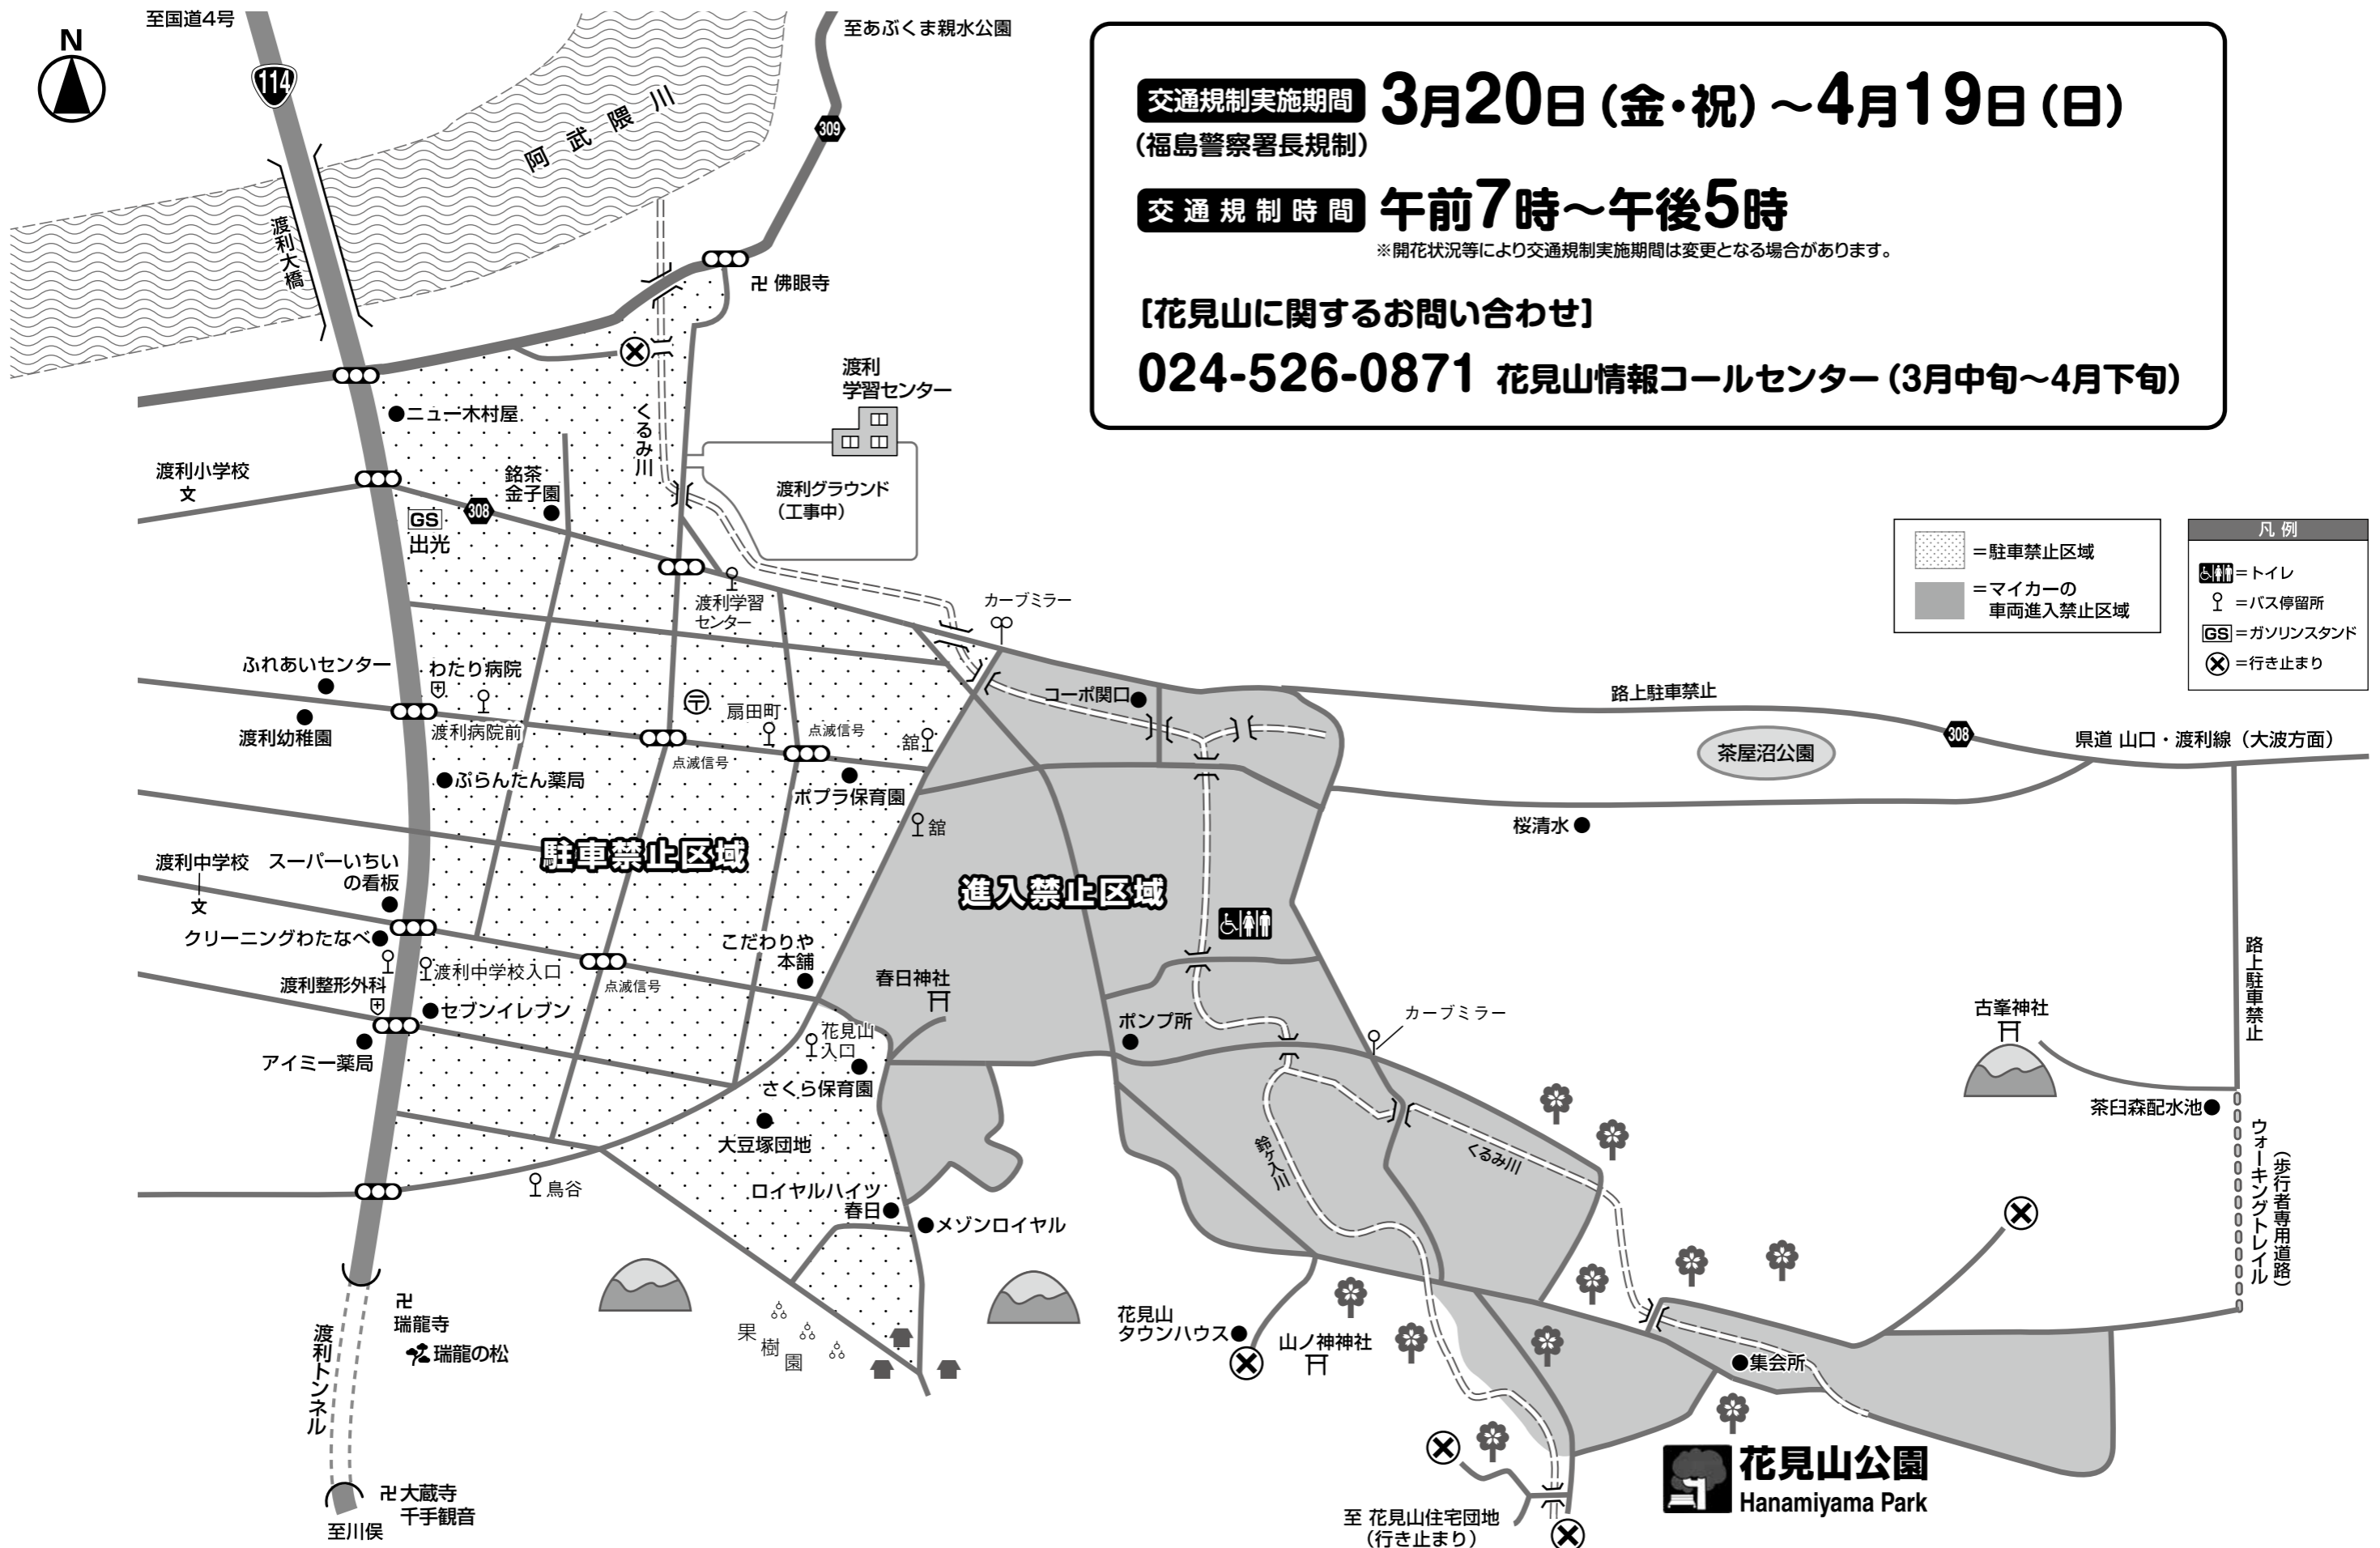 至国道4号
N
114
至あぶくま親水公園
309
阿武隈川
渡利大橋
卍 佛眼寺
交通規制実施期間 3月20日(金・祝)〜4月19日(日)
(福島警察署長規制)
交通規制時間 午前7時〜午後5時
※開花状況等により交通規制実施期間は変更となる場合があります。
[花見山に関するお問い合わせ]
024-526-0871 花見山情報コールセンター(3月中旬〜4月下旬)
渡利
学習センター
ニュー木村屋
くるみ川
渡利小学校
文
銘茶
金子園
308
GS
出光
渡利グラウンド
(工事中)
渡利学習
センター
カーブミラー
=駐車禁止区域
=マイカーの
車両進入禁止区域
凡例
=トイレ
=バス停留所
GS=ガソリンスタンド
=行き止まり
ふれあいセンター
わたり病院
渡利幼稚園
渡利病院前
〒
扇田町
点滅信号
点滅信号
舘
コーポ関口
路上駐車禁止
308
茶屋沼公園
県道 山口・渡利線(大波方面)
ぷらんたん薬局
ポプラ保育園
舘
桜清水
駐車禁止区域
進入禁止区域
渡利中学校
文
スーパーいちい
の看板
クリーニングわたなべ
渡利中学校入口
点滅信号
こだわりや
本舗
春日神社
渡利整形外科
セブンイレブン
アイミー薬局
花見山
入口
さくら保育園
ポンプ所
カーブミラー
路上駐車禁止
古峯神社
茶臼森配水池
大豆塚団地
鈴ヶ入川
くるみ川
ウォーキングトレイル
(歩行者専用道路)
鳥谷
ロイヤルハイツ
春日
メゾンロイヤル
卍
瑞龍寺
瑞龍の松
渡利トンネル
果樹園
花見山
タウンハウス
山ノ神神社
集会所
卍大蔵寺
千手観音
至川俣
至 花見山住宅団地
(行き止まり)
花見山公園
Hanamiyama Park